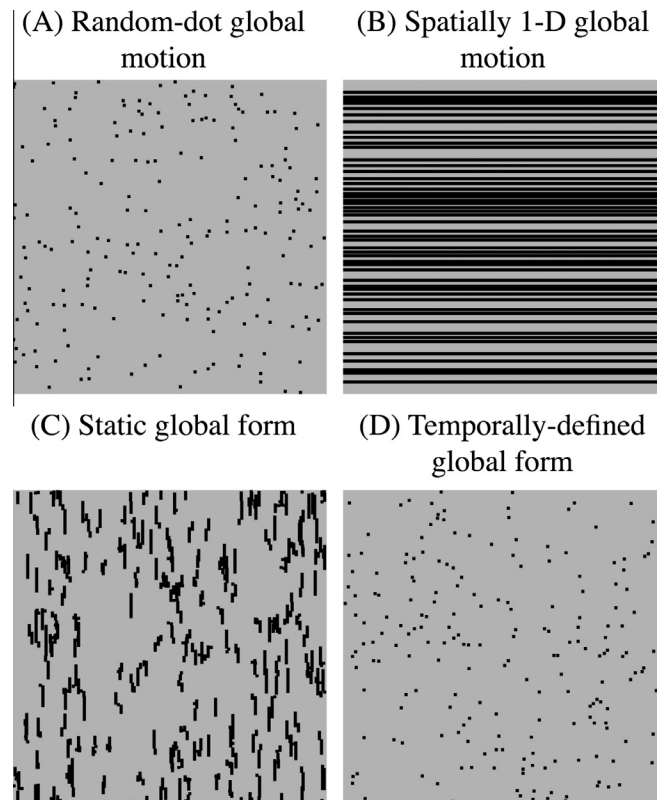 (A) Random-dot global
motion
(B) Spatially 1-D global
motion
(C) Static global form
(D) Temporally-defined
global form